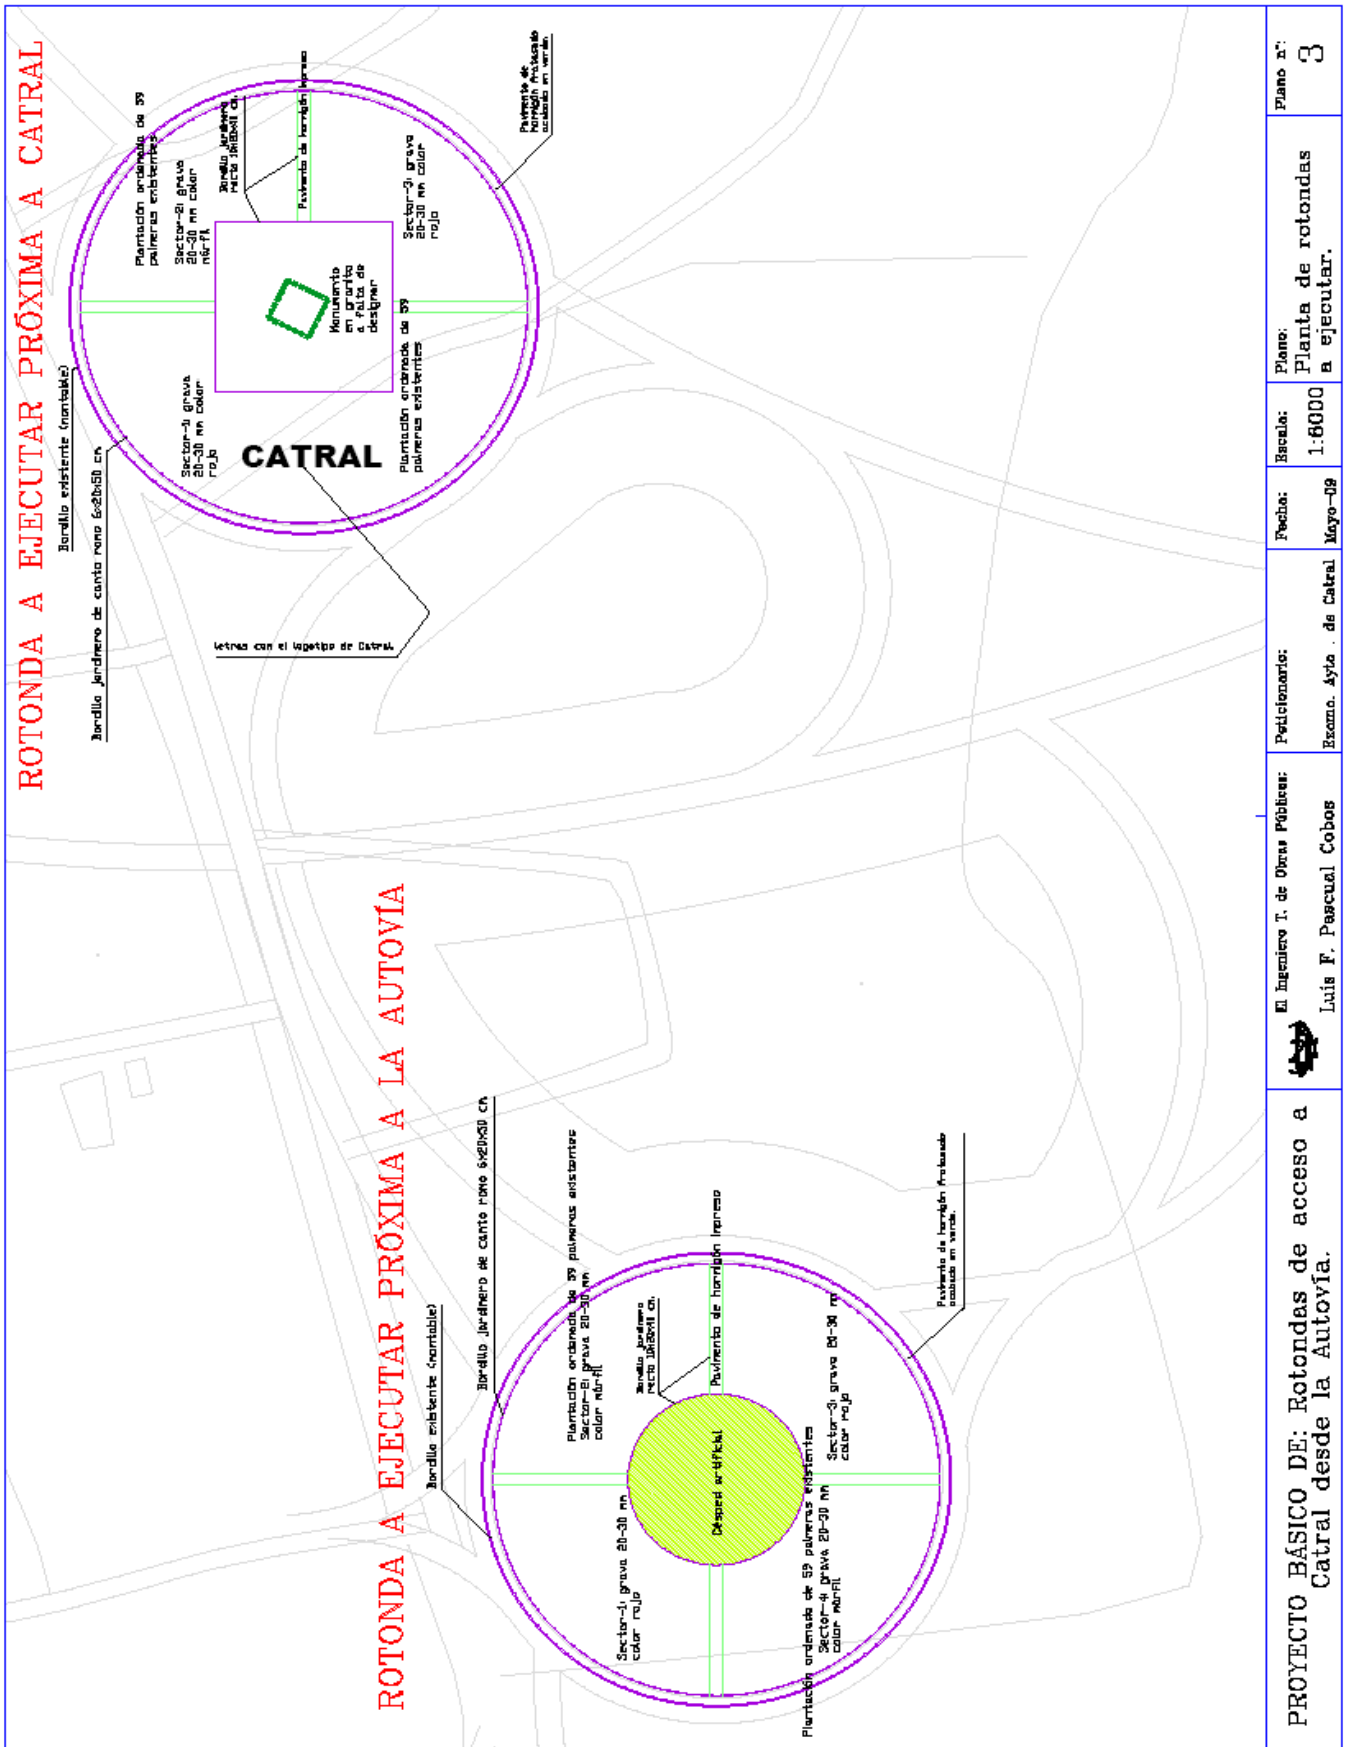 ROTONDA A EJECUTAR PRÓXIMA A CATRAL
Bordillo existente (montable)
Bordillo jardinero de canto romo 6x20x50 cm
Plantación ordenada de 59
palmeras existentes
Sector-2: grava
20-30 mm color
marfil
Bordillo jardinero
Pavimento de hormigón impreso
Pavimento de
hormigón fratasado
acabado en verde.
Sector-3: grava
20-30 mm color
rojo
Monumento
en granito
a falta de
designer
Sector-1: grava
20-30 mm color
rojo
Plantación ordenada de 59
palmeras existentes
CATRAL
Letras con el logotipo de Catral
ROTONDA A EJECUTAR PRÓXIMA A LA AUTOVÍA
Bordillo existente (montable)
Bordillo jardinero de canto romo 6x20x50 cm
Plantación ordenada de 59 palmeras existentes
Sector-2: grava 20-30 mm
color marfil
Bordillo jardinero
Pavimento de hormigón impreso
Pavimento de hormigón fratasado
acabado en verde.
Sector-3: grava 20-30 mm
color rojo
Césped artificial
Sector-1: grava 20-30 mm
color rojo
Plantación ordenada de 59 palmeras existentes
Sector-4: grava 20-30 mm
color marfil
PROYECTO BÁSICO DE: Rotondas de acceso a
Catral desde la Autovía.
El Ingeniero T. de Obras Públicas:
Luis F. Pascual Cobos
Peticionario:
Excmo. Ayto . de Catral
Fecha:
Mayo-09
Escala:
1:6000
Plano:
Planta de rotondas
a ejecutar.
Plano nº:
3